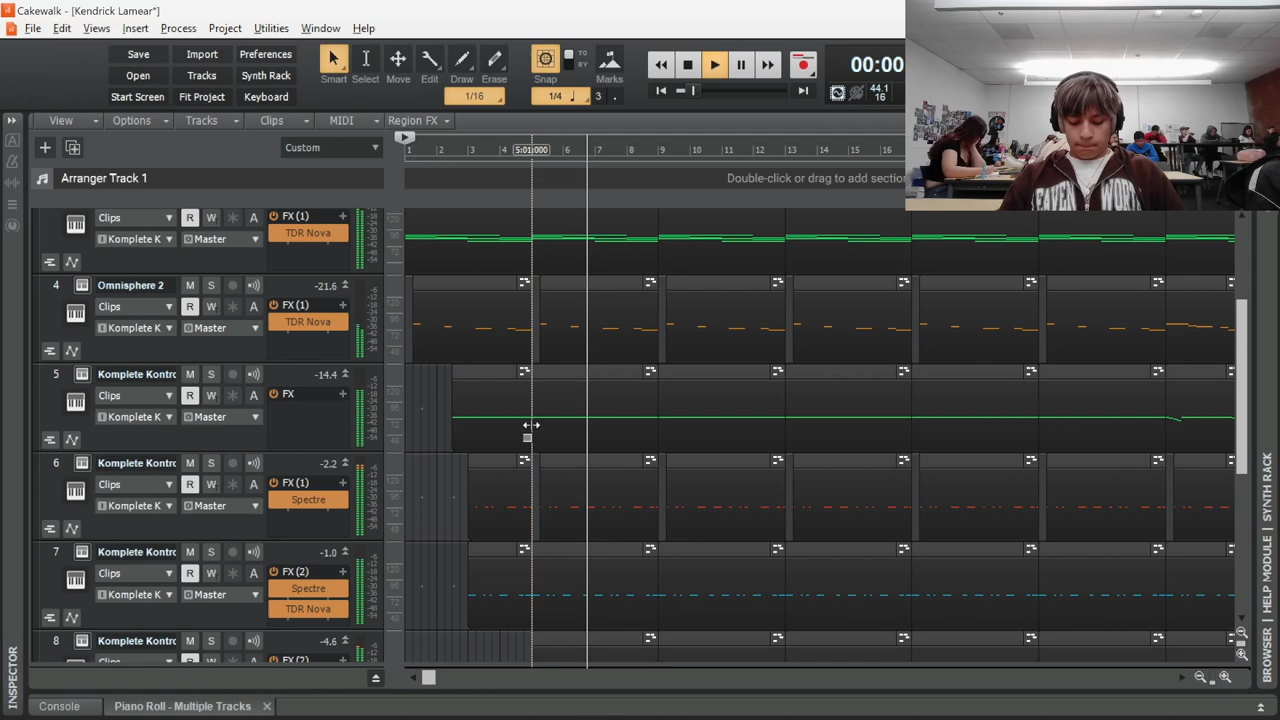 Cakewalk - [Kendrick Lamear*]
File Edit Views Insert Process Project Utilities Window Help
Save Import Preferences
Open Tracks Synth Rack
Start Screen Fit Project Keyboard
Smart Select Move Edit Draw Erase Snap Marks
TO
BY
1/16 1/4 3 .
00:00
44.1
16
View Options Tracks Clips MIDI Region FX
Custom
1 2 3 4 5:01:000 6 7 8 9 10 11 12 13 14 15 16
Arranger Track 1
Double-click or drag to add section
Clips R W A FX (1)
Komplete K Master TDR Nova
4 Omnisphere 2 M S -21.6
Clips R W A FX (1)
Komplete K Master TDR Nova
5 Komplete Kontro M S -14.4
Clips R W A FX
Komplete K Master
6 Komplete Kontro M S -2.2
Clips R W A FX (1)
Komplete K Master Spectre
7 Komplete Kontro M S -1.0
Clips R W A FX (2)
Spectre
Komplete K Master TDR Nova
8 Komplete Kontro M S -4.6
Clips R W A FX (2)
INSPECTOR
BROWSER | HELP MODULE | SYNTH RACK
Console Piano Roll - Multiple Tracks